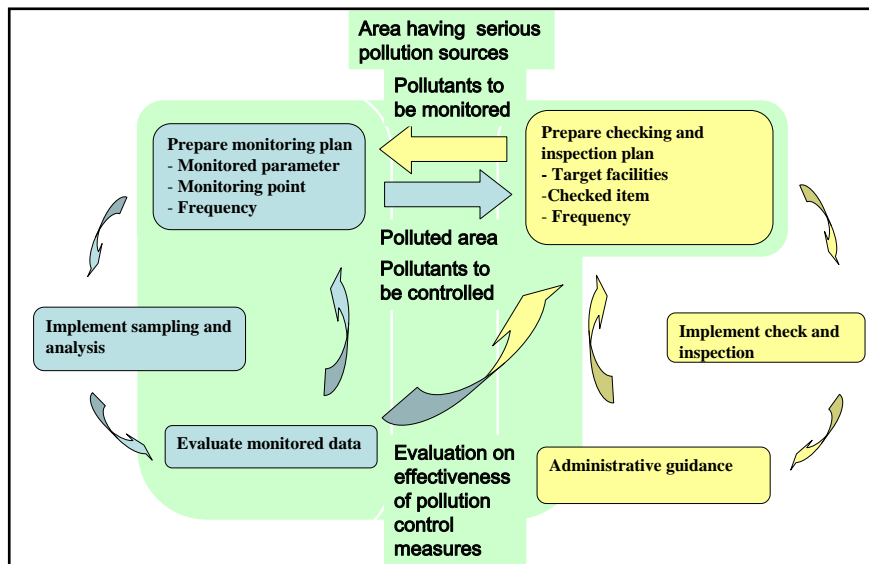 Area having serious
pollution sources
Pollutants to
be monitored
Prepare monitoring plan
- Monitored parameter
- Monitoring point
- Frequency
Prepare checking and
inspection plan
- Target facilities
-Checked item
- Frequency
Polluted area
Pollutants to
be controlled
Implement sampling and
analysis
Implement check and
inspection
Evaluate monitored data
Evaluation on
effectiveness
of pollution
control
measures
Administrative guidance